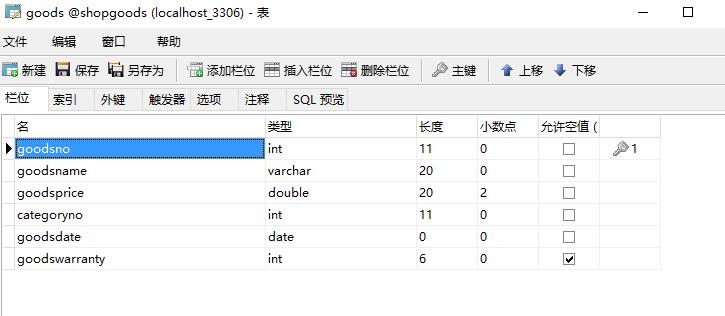 goods @shopgoods (localhost_3306) - 表
文件 编辑 窗口 帮助
新建 保存 另存为 添加栏位 插入栏位 删除栏位 主键 上移 下移
栏位 索引 外键 触发器 选项 注释 SQL 预览
名 类型 长度 小数点 允许空值 (
goodsno int 11 0 1
goodsname varchar 20 0
goodsprice double 20 2
categoryno int 11 0
goodsdate date 0 0
goodswarranty int 6 0